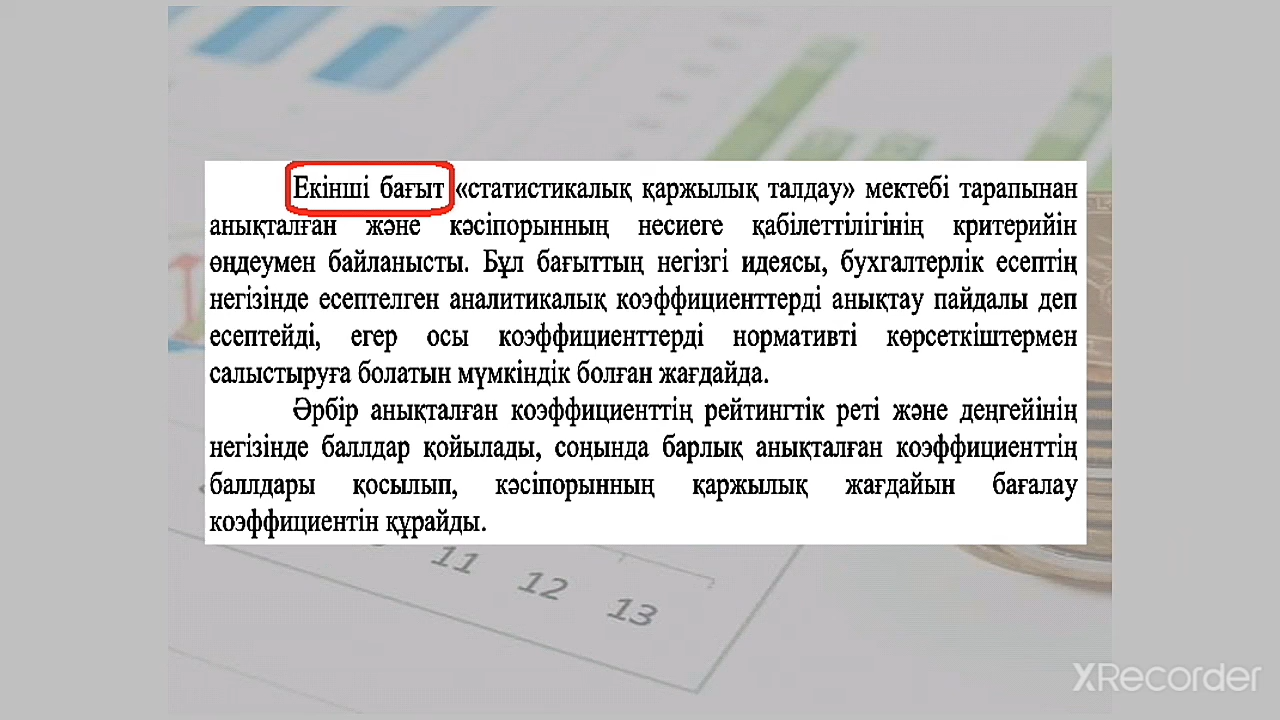 Екінші бағыт «статистикалық қаржылық талдау» мектебі тарапынан
анықталған және кәсіпорынның несиеге қабілеттілігінің критерийін
өңдеумен байланысты. Бұл бағыттың негізгі идеясы, бухгалтерлік есептің
негізінде есептелген аналитикалық коэффициенттерді анықтау пайдалы деп
есептейді, егер осы коэффициенттерді нормативті көрсеткіштермен
салыстыруға болатын мүмкіндік болған жағдайда.
Әрбір анықталған коэффициенттің рейтингтік реті және деңгейінің
негізінде баллдар қойылады, соңында барлық анықталған коэффициенттің
баллдары қосылып, кәсіпорынның қаржылық жағдайын бағалау
коэффициентін құрайды.
11 12 13
XRecorder